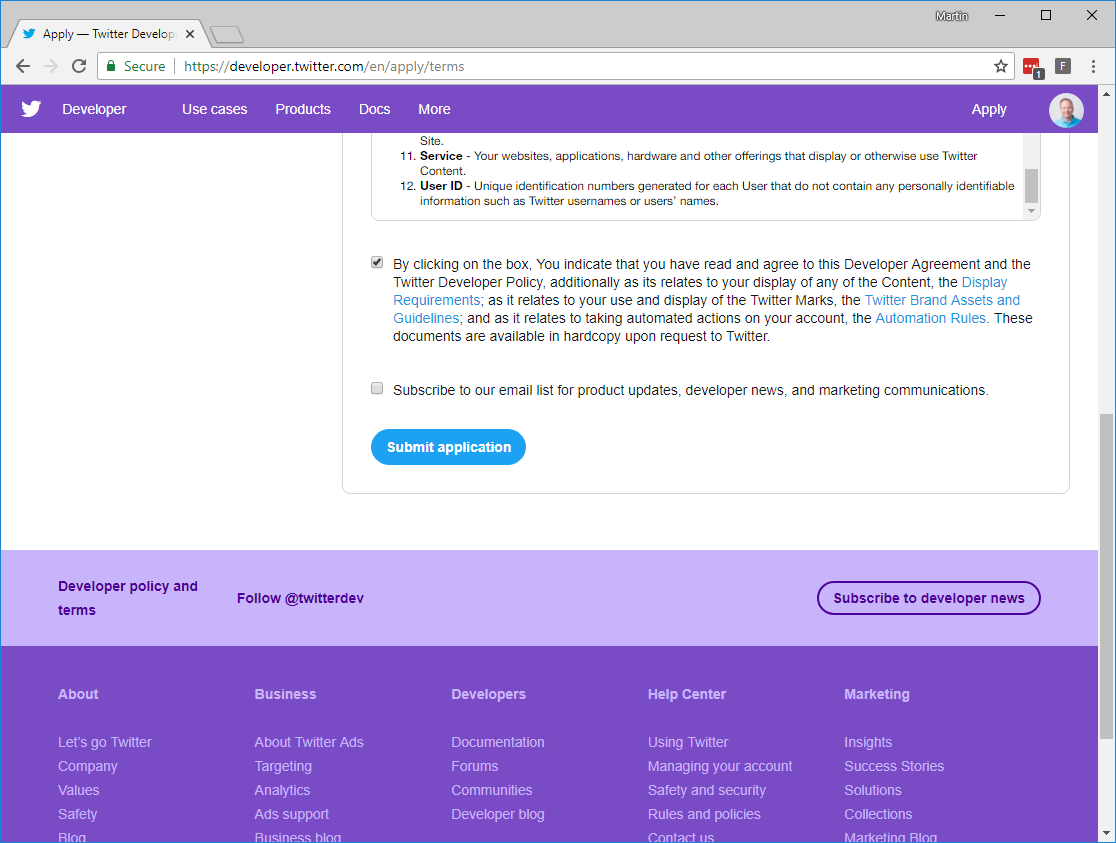 Martin
Apply — Twitter Develop
Secure
https://developer.twitter.com/en/apply/terms
1
F
Developer
Use cases
Products
Docs
More
Apply
Site.
11. Service - Your websites, applications, hardware and other offerings that display or otherwise use Twitter
Content.
12. User ID - Unique identification numbers generated for each User that do not contain any personally identifiable
information such as Twitter usernames or users’ names.
By clicking on the box, You indicate that you have read and agree to this Developer Agreement and the
Twitter Developer Policy, additionally as its relates to your display of any of the Content, the Display
Requirements; as it relates to your use and display of the Twitter Marks, the Twitter Brand Assets and
Guidelines; and as it relates to taking automated actions on your account, the Automation Rules. These
documents are available in hardcopy upon request to Twitter.
Subscribe to our email list for product updates, developer news, and marketing communications.
Submit application
Developer policy and
terms
Follow @twitterdev
Subscribe to developer news
About
Let’s go Twitter
Company
Values
Safety
Blog
Business
About Twitter Ads
Targeting
Analytics
Ads support
Business blog
Developers
Documentation
Forums
Communities
Developer blog
Help Center
Using Twitter
Managing your account
Safety and security
Rules and policies
Contact us
Marketing
Insights
Success Stories
Solutions
Collections
Marketing Blog